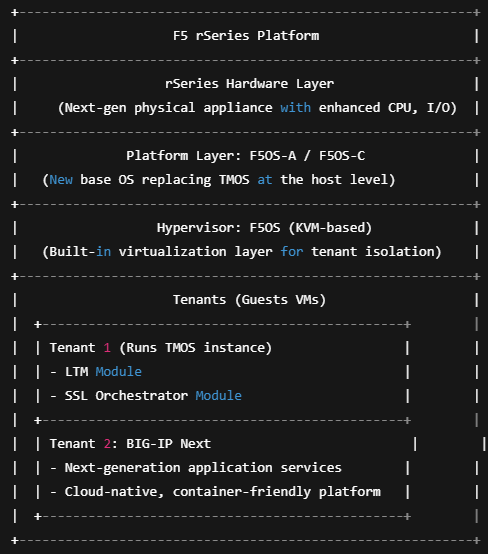 F5 rSeries Platform
rSeries Hardware Layer
(Next-gen physical appliance with enhanced CPU, I/O)
Platform Layer: F5OS-A / F5OS-C
(New base OS replacing TMOS at the host level)
Hypervisor: F5OS (KVM-based)
(Built-in virtualization layer for tenant isolation)
Tenants (Guests VMs)
Tenant 1 (Runs TMOS instance)
- LTM Module
- SSL Orchestrator Module
Tenant 2: BIG-IP Next
- Next-generation application services
- Cloud-native, container-friendly platform